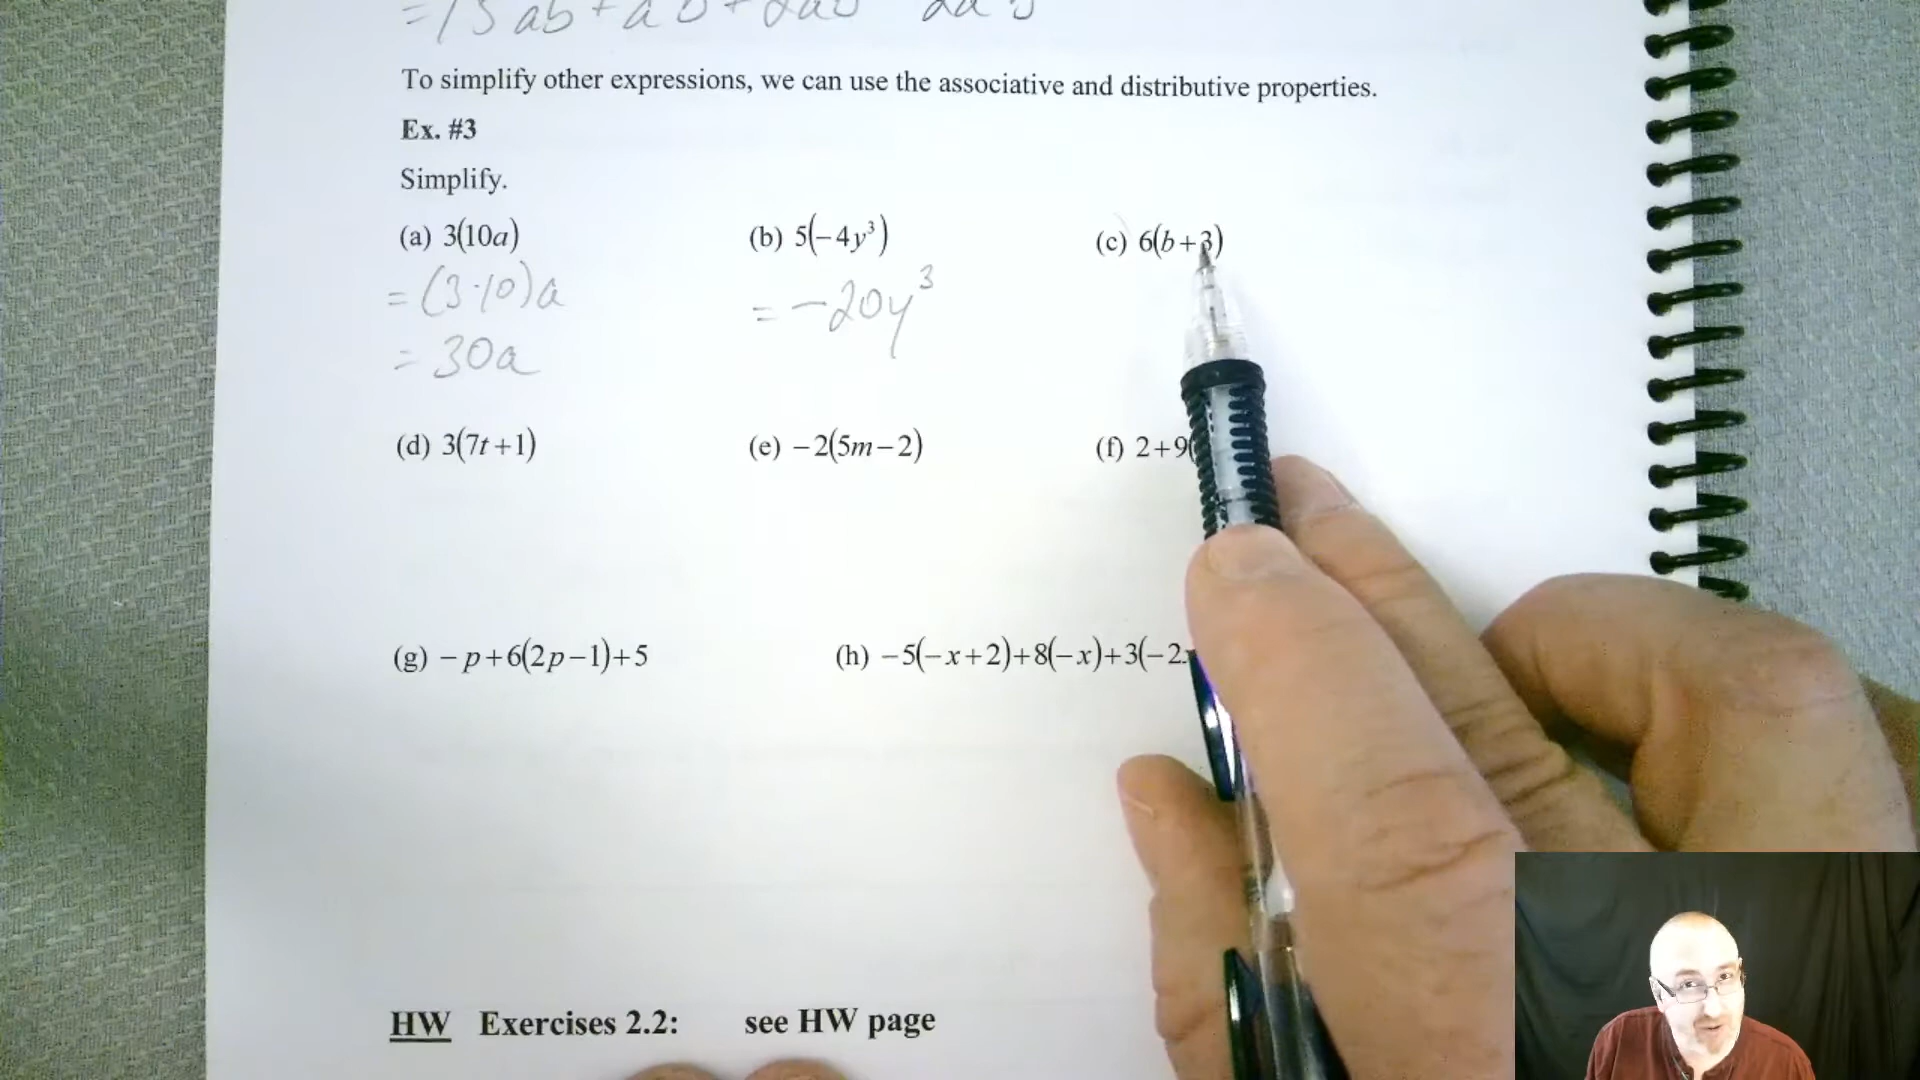 To simplify other expressions, we can use the associative and distributive properties.
Ex. #3
Simplify.
(a) 3(10a) (b) 5(−4y³) (c) 6(b+3)
= (3·10)a = −20y³
= 30a
(d) 3(7t+1) (e) −2(5m−2) (f) 2+9(
(g) −p+6(2p−1)+5 (h) −5(−x+2)+8(−x)+3(−2
HW Exercises 2.2: see HW page